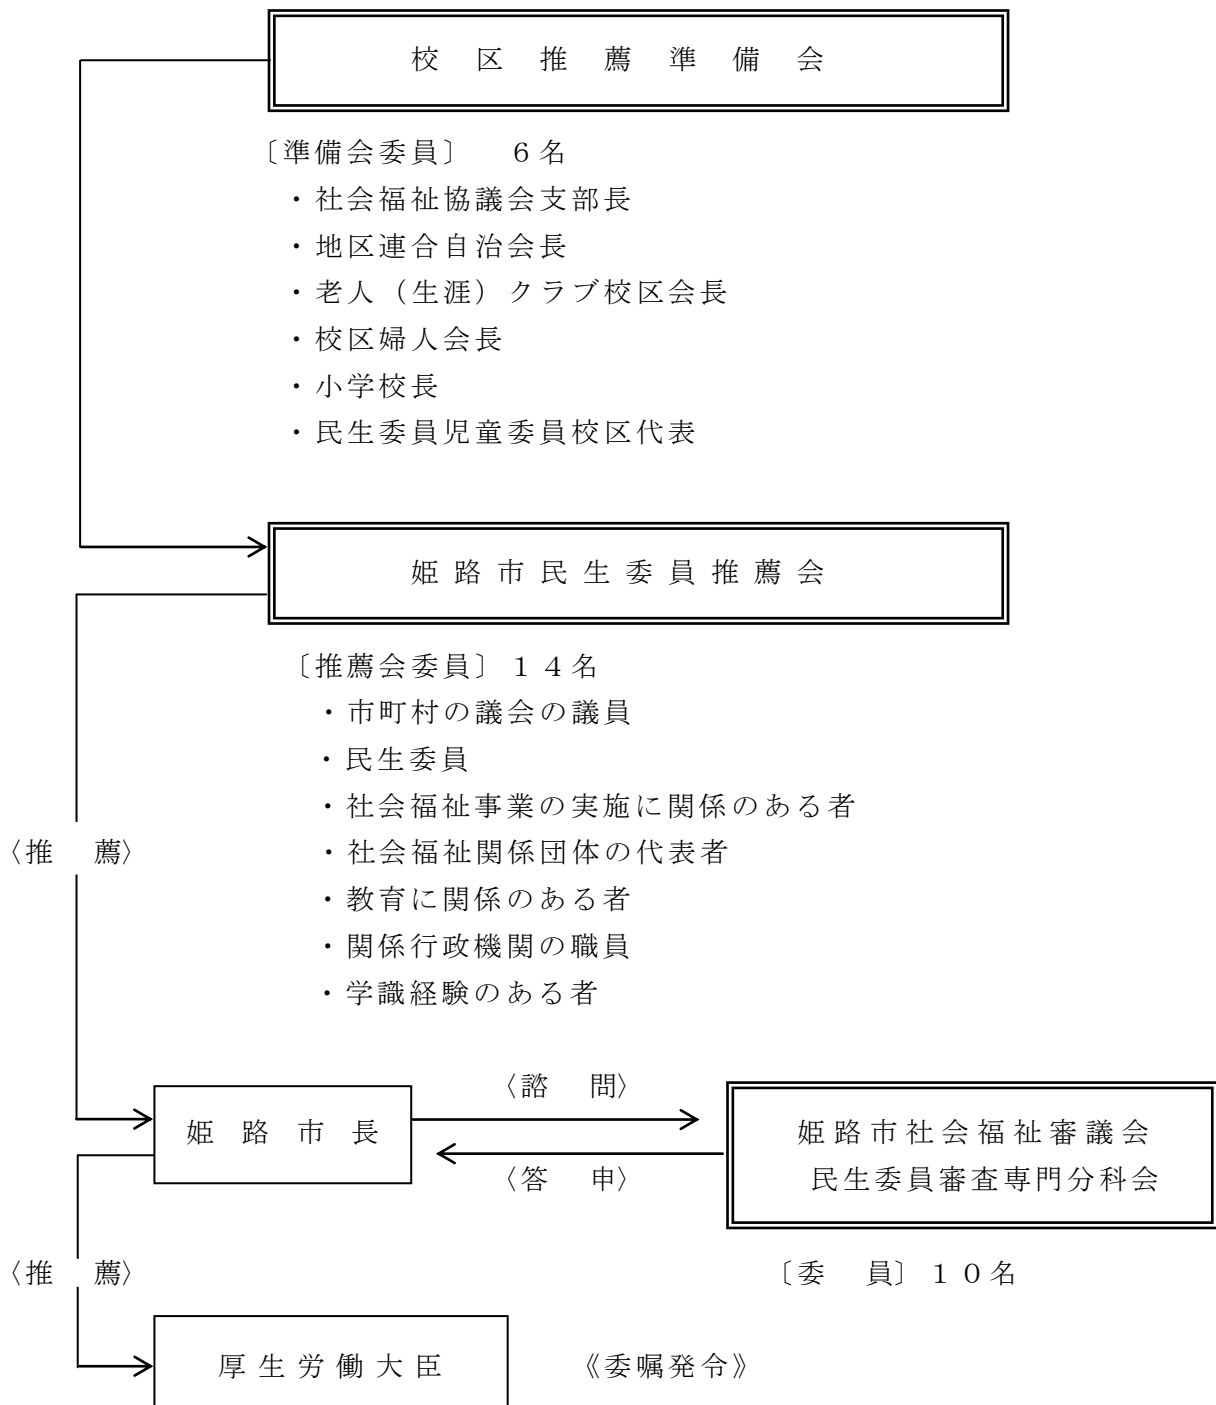 校区推薦準備会
〔準備会委員〕　６名
・社会福祉協議会支部長
・地区連合自治会長
・老人（生涯）クラブ校区会長
・校区婦人会長
・小学校長
・民生委員児童委員校区代表
姫路市民生委員推薦会
〔推薦会委員〕１４名
・市町村の議会の議員
・民生委員
・社会福祉事業の実施に関係のある者
・社会福祉関係団体の代表者
・教育に関係のある者
・関係行政機関の職員
・学識経験のある者
〈推　薦〉
姫路市長
〈諮　問〉
〈答　申〉
姫路市社会福祉審議会
民生委員審査専門分科会
〔委　員〕１０名
〈推　薦〉
厚生労働大臣
《委嘱発令》